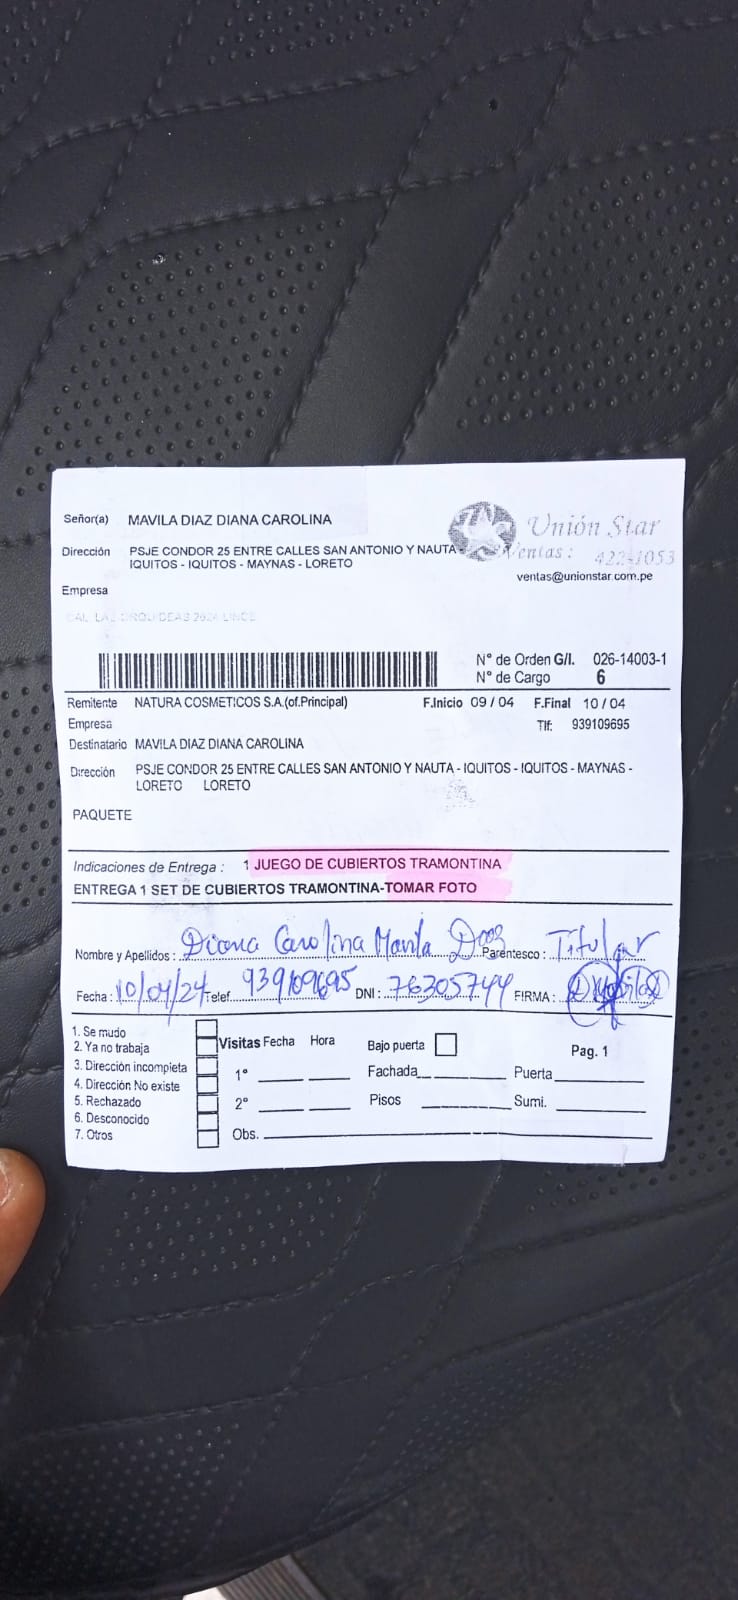 Señor(a) MAVILA DIAZ DIANA CAROLINA
Unión Star
Dirección PSJE CONDOR 25 ENTRE CALLES SAN ANTONIO Y NAUTA -
IQUITOS - IQUITOS - MAYNAS - LORETO
Ventas: 422-1053
ventas@unionstar.com.pe
Empresa
CAL. LAS ORQUIDEAS 2624 LINCE
N° de Orden G/I. 026-14003-1
N° de Cargo 6
Remitente NATURA COSMETICOS S.A.(of.Principal) F.Inicio 09 / 04 F.Final 10 / 04
Empresa Tlf: 939109695
Destinatario MAVILA DIAZ DIANA CAROLINA
Dirección PSJE CONDOR 25 ENTRE CALLES SAN ANTONIO Y NAUTA - IQUITOS - IQUITOS - MAYNAS -
LORETO LORETO
PAQUETE
Indicaciones de Entrega : 1 JUEGO DE CUBIERTOS TRAMONTINA
ENTREGA 1 SET DE CUBIERTOS TRAMONTINA-TOMAR FOTO
Nombre y Apellidos : Diana Carolina Mavila Diaz Parentesco : Titular
Fecha : 10/04/24 Telef. 939109695 DNI : 76305744 FIRMA :
1. Se mudo
2. Ya no trabaja
3. Dirección incompleta
4. Dirección No existe
5. Rechazado
6. Desconocido
7. Otros
Visitas Fecha Hora Bajo puerta Pag. 1
1° Fachada Puerta
2° Pisos Sumi.
Obs.